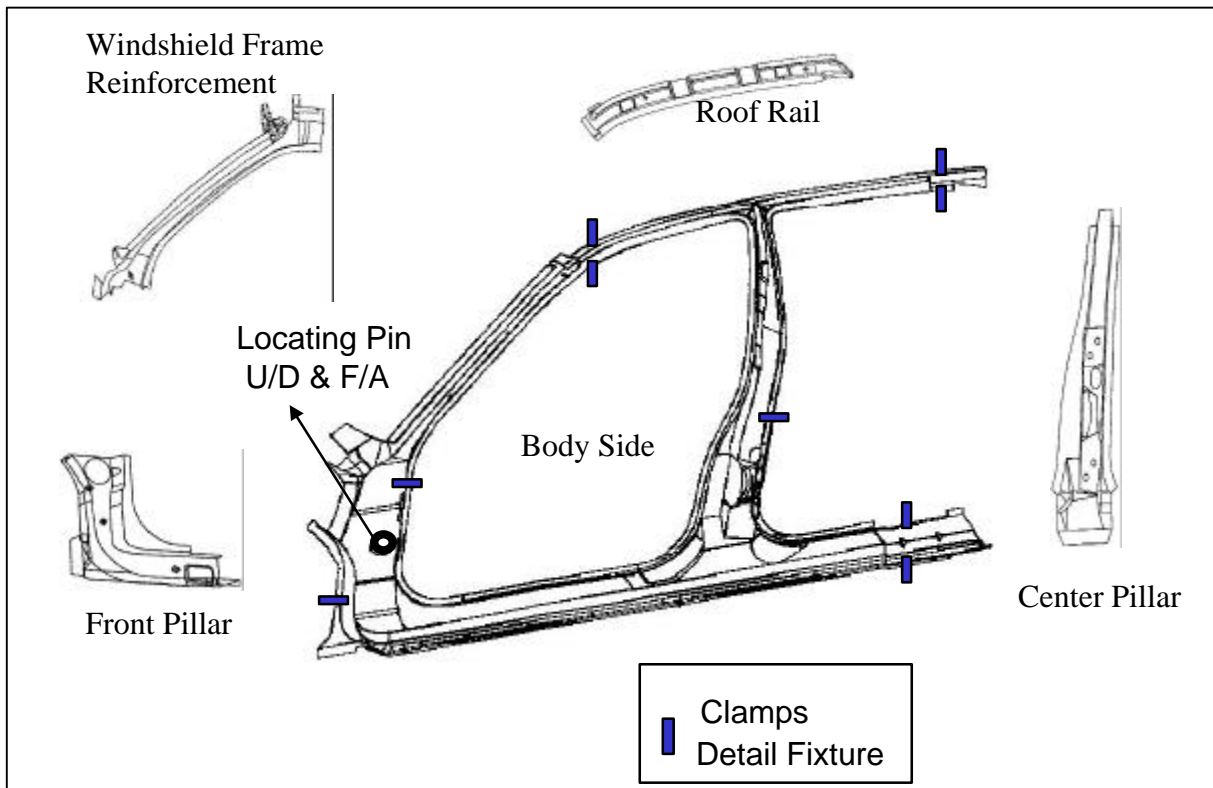 Windshield Frame
Reinforcement
Roof Rail
Locating Pin
U/D & F/A
Body Side
Front Pillar
Center Pillar
Clamps
Detail Fixture